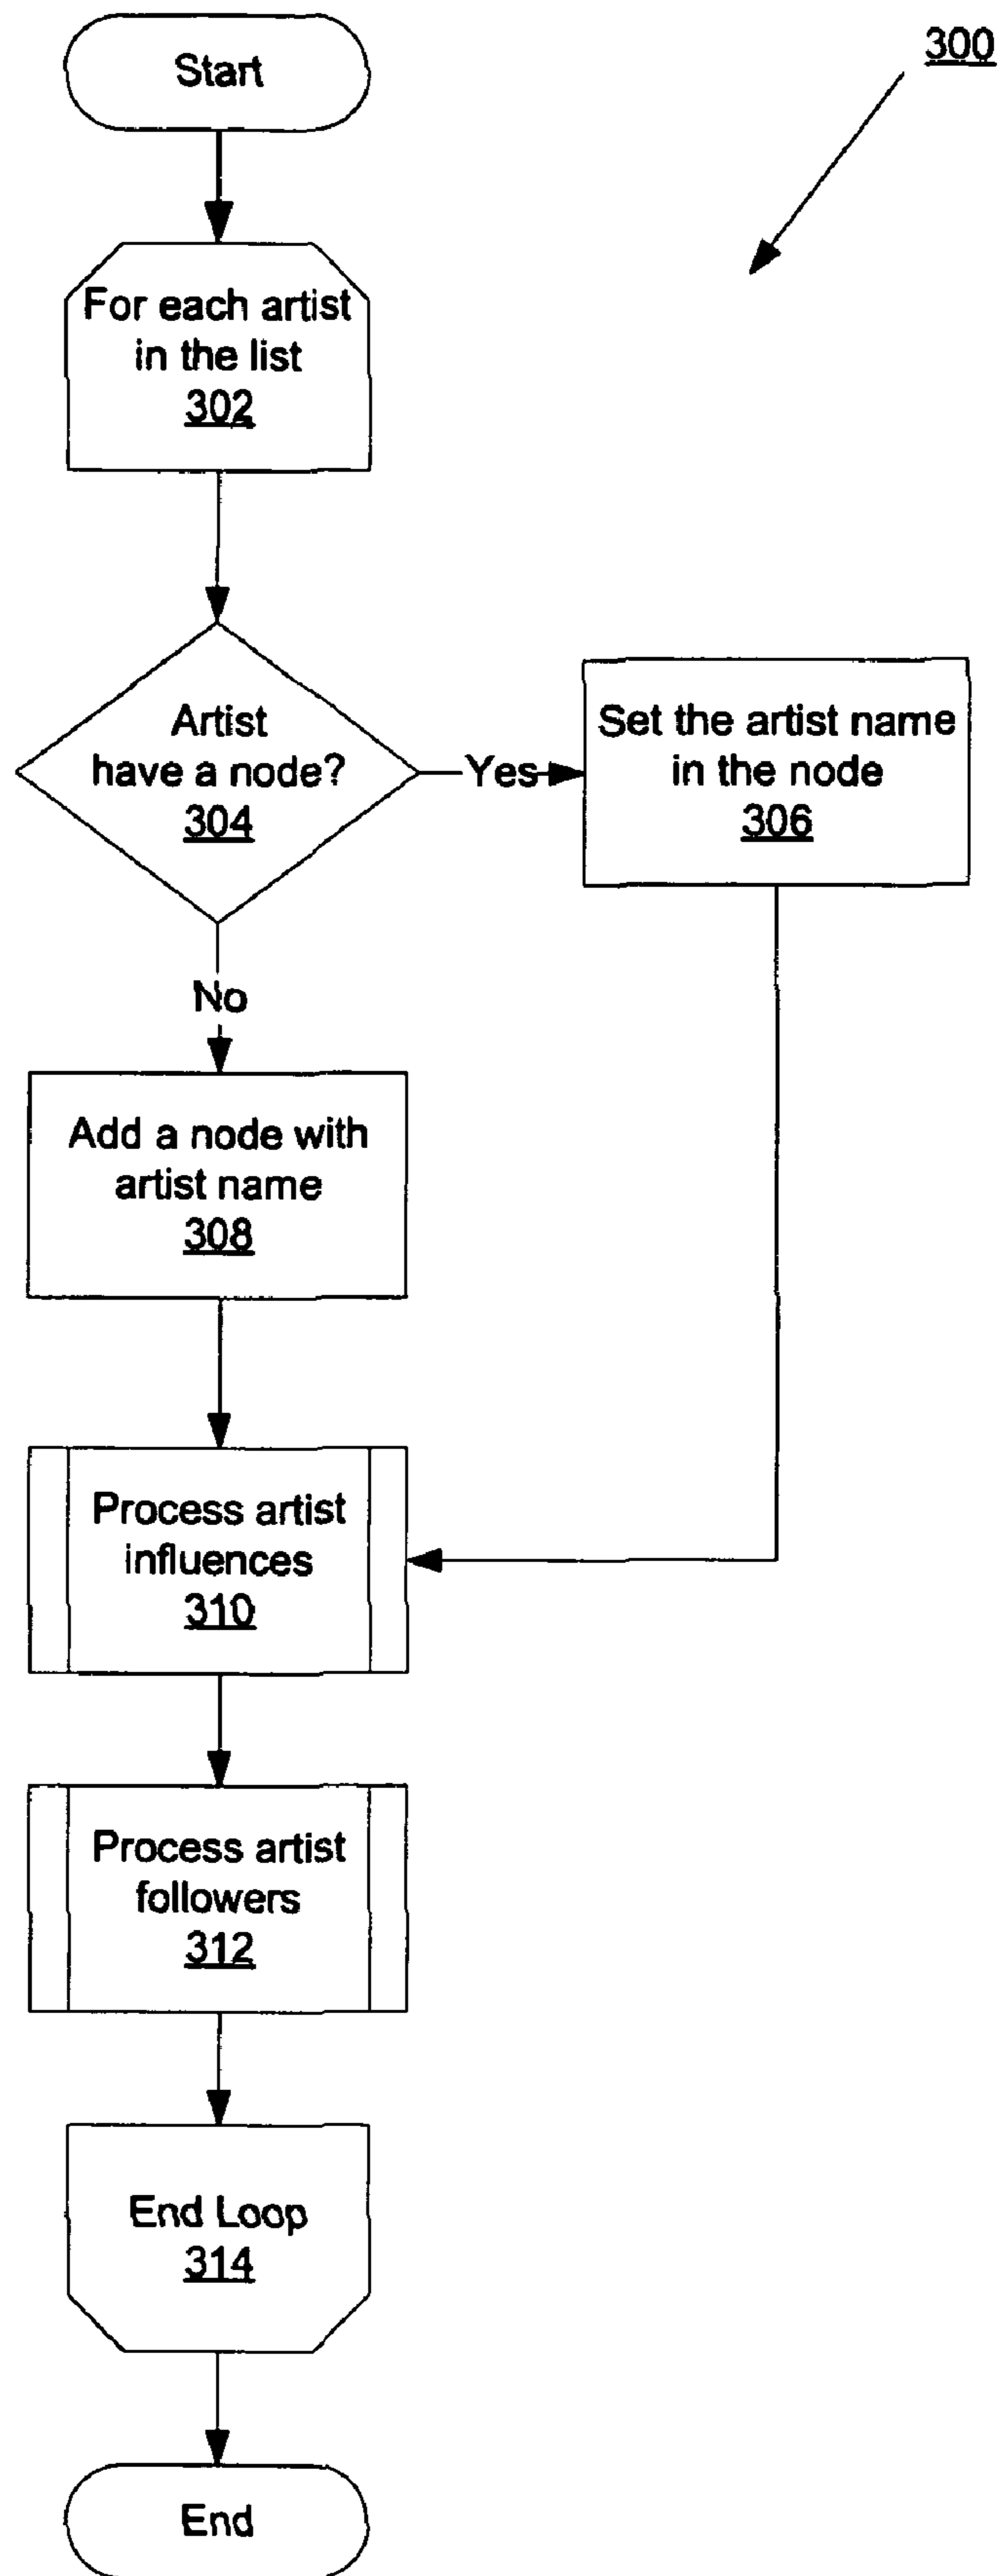 300
Start
For each artist
in the list
302
Artist
have a node?
304
Yes
Set the artist name
in the node
306
No
Add a node with
artist name
308
Process artist
influences
310
Process artist
followers
312
End Loop
314
End